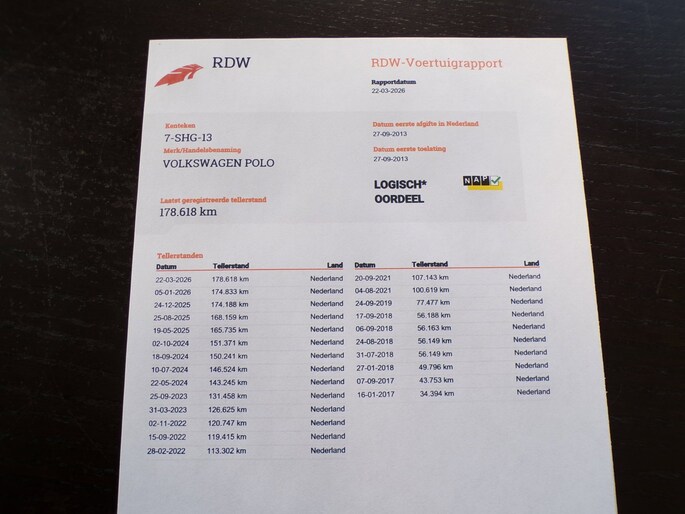 RDW
RDW-Voertuigrapport
Rapportdatum
22-03-2026
Kenteken
7-SHG-13
Merk/Handelsbenaming
VOLKSWAGEN POLO
Laatst geregistreerde tellerstand
178.618 km
Datum eerste afgifte in Nederland
27-09-2013
Datum eerste toelating
27-09-2013
LOGISCH*
OORDEEL
NAP
Tellerstanden
Datum Tellerstand Land
22-03-2026 178.618 km Nederland
05-01-2026 174.833 km Nederland
24-12-2025 174.188 km Nederland
25-08-2025 168.159 km Nederland
19-05-2025 165.735 km Nederland
02-10-2024 151.371 km Nederland
18-09-2024 150.241 km Nederland
10-07-2024 146.524 km Nederland
22-05-2024 143.245 km Nederland
25-09-2023 131.458 km Nederland
31-03-2023 126.625 km Nederland
02-11-2022 120.747 km Nederland
15-09-2022 119.415 km Nederland
28-02-2022 113.302 km Nederland
Datum Tellerstand Land
20-09-2021 107.143 km Nederland
04-08-2021 100.619 km Nederland
24-09-2019 77.477 km Nederland
17-09-2018 56.188 km Nederland
06-09-2018 56.163 km Nederland
24-08-2018 56.149 km Nederland
31-07-2018 56.149 km Nederland
27-01-2018 49.796 km Nederland
07-09-2017 43.753 km Nederland
16-01-2017 34.394 km Nederland